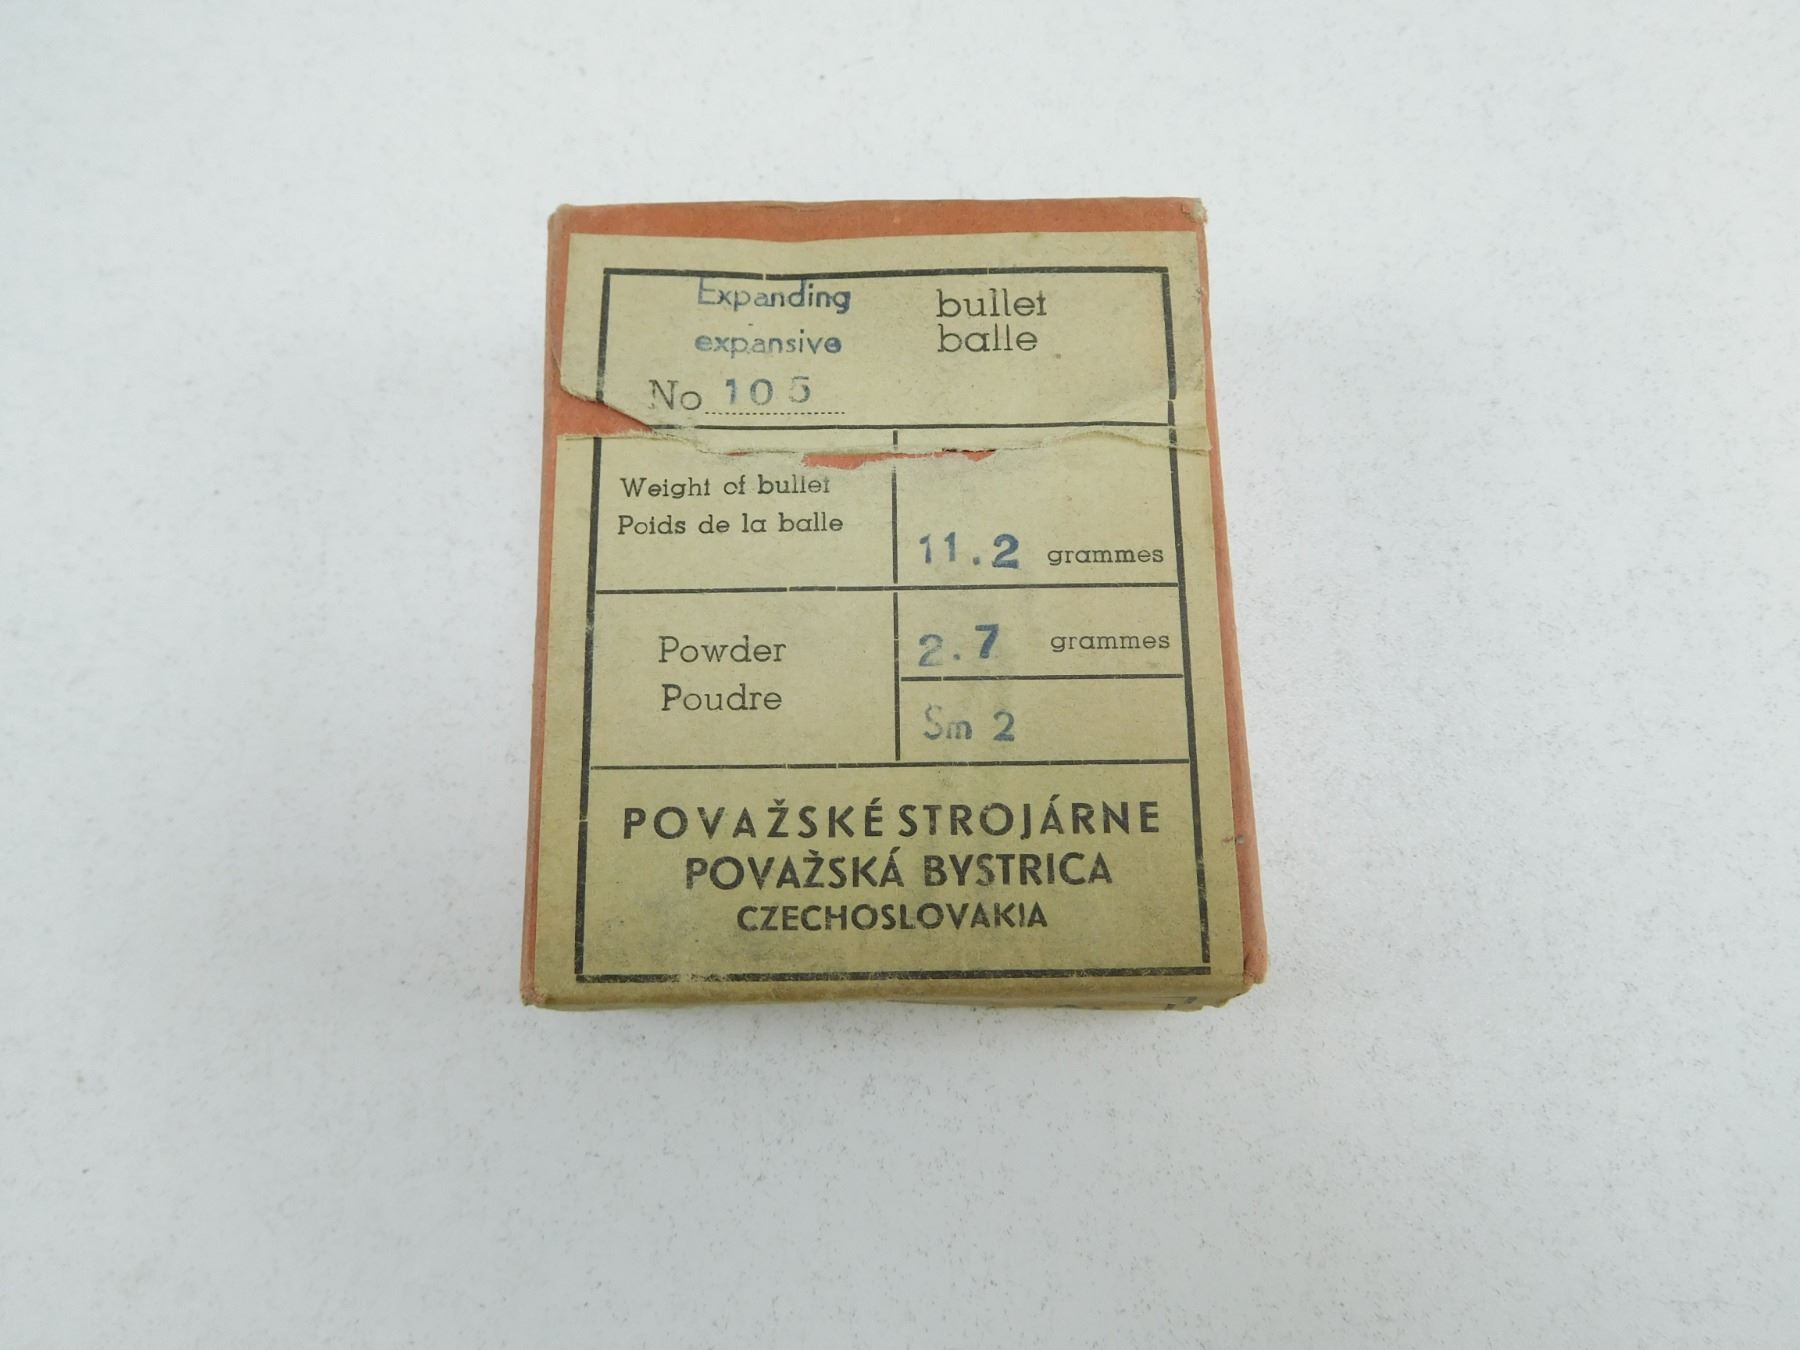 Expanding bullet
expansive balle
No 105
Weight of bullet
Poids de la balle
11.2 grammes
Powder
Poudre
2.7 grammes
Sm 2
POVAŽSKÉ STROJÁRNE
POVAŽSKÁ BYSTRICA
CZECHOSLOVAKIA